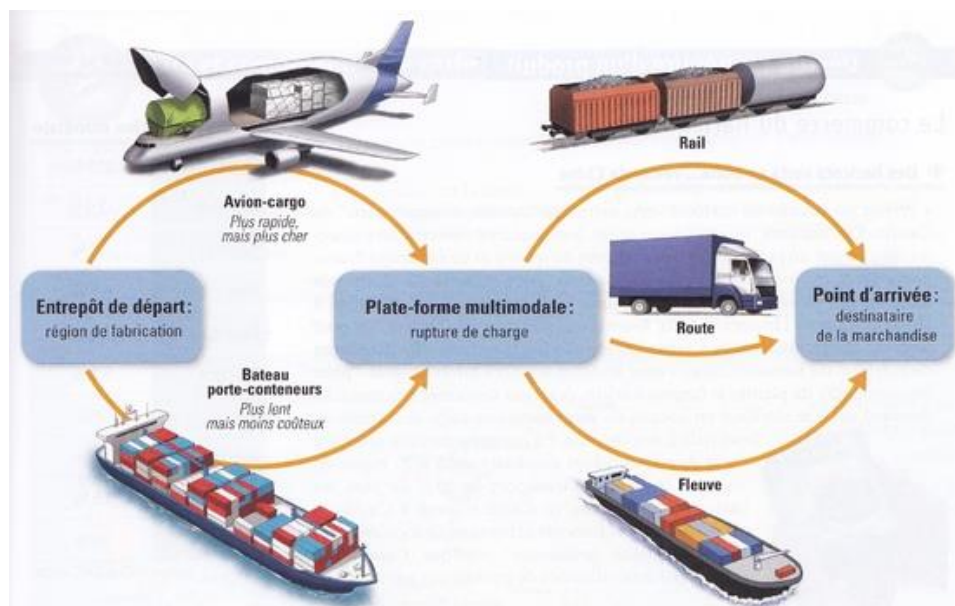 Rail
Avion-cargo
Plus rapide,
mais plus cher
Entrepôt de départ :
région de fabrication
Plate-forme multimodale :
rupture de charge
Route
Point d'arrivée :
destinataire
de la marchandise
Bateau
porte-conteneurs
Plus lent
mais moins coûteux
Fleuve